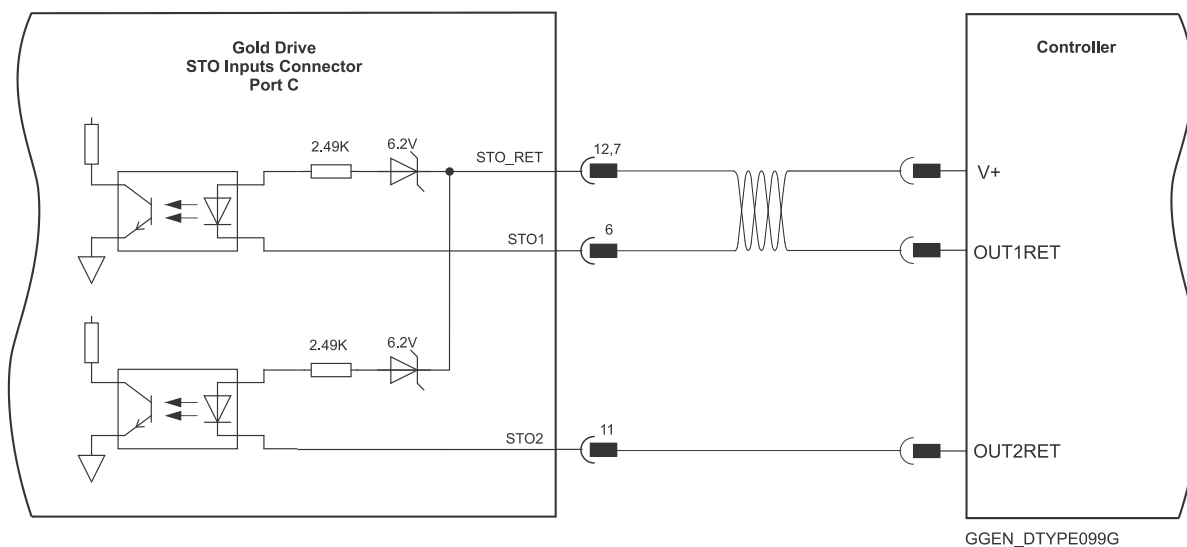 Gold Drive
STO Inputs Connector
Port C
Controller
2.49K
6.2V
STO_RET
12,7
V+
STO1
6
OUT1RET
2.49K
6.2V
STO2
11
OUT2RET
GGEN_DTYPE099G